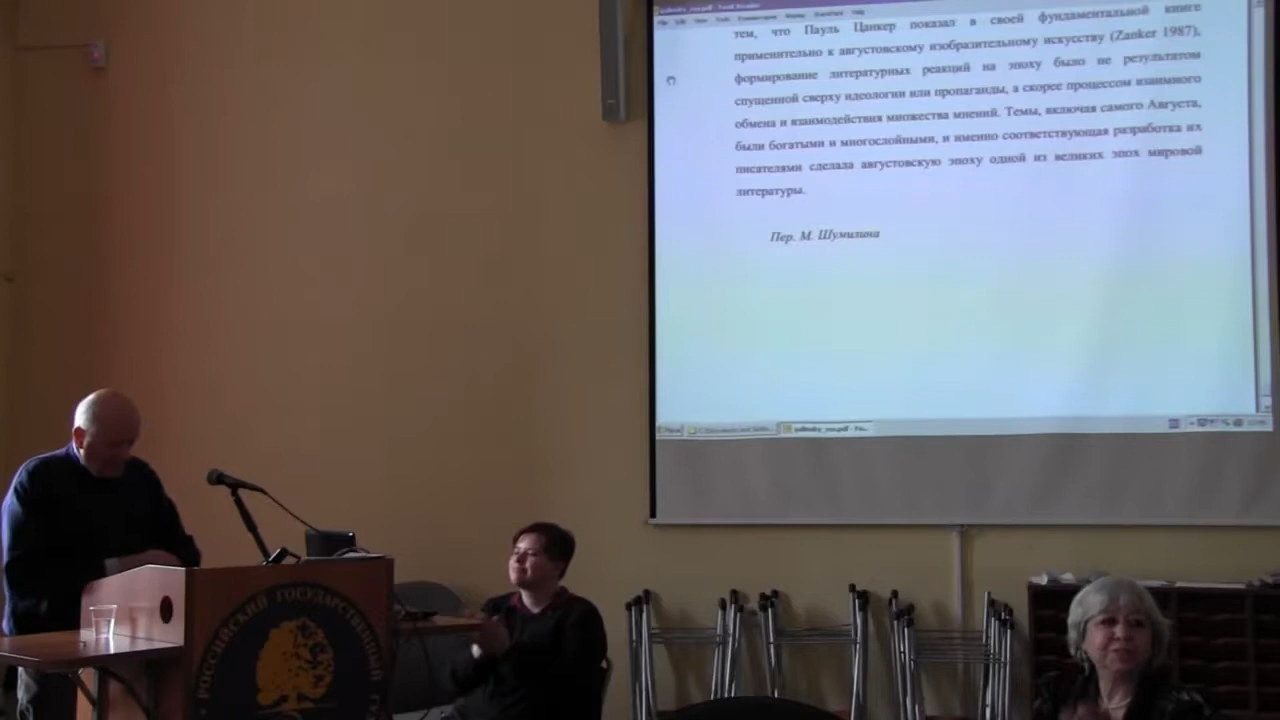 тем, что Пауль Цанкер показал в своей фундаментальной книге
применительно к августовскому изобразительному искусству (Zanker 1987),
формирование литературных реакций на эпоху было не результатом
спущенной сверху идеологии или пропаганды, а скорее процессом взаимного
обмена и взаимодействия множества мнений. Темы, включая самого Августа,
были богатыми и многослойными, и именно соответствующая разработка их
писателями сделала августовскую эпоху одной из великих эпох мировой
литературы.
Пер. М. Шумилина
РОССИЙСКИЙ ГОСУДАРСТВЕННЫЙ